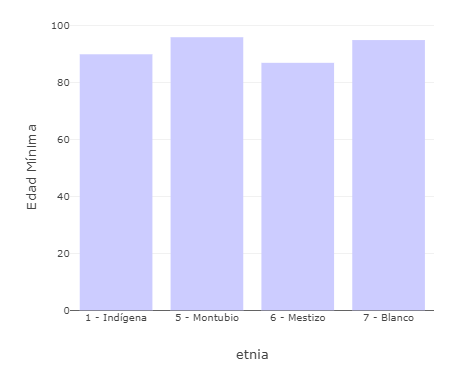 100
80
60
40
20
0
Edad Mínima
1 - Indígena
5 - Montubio
6 - Mestizo
7 - Blanco
etnia